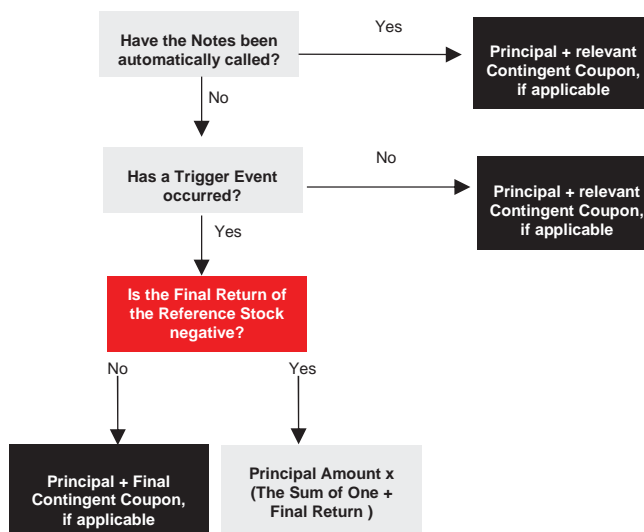 Have the Notes been
automatically called?
Yes
Principal + relevant
Contingent Coupon,
if applicable
No
Has a Trigger Event
occurred?
No
Principal + relevant
Contingent Coupon,
if applicable
Yes
Is the Final Return of
the Reference Stock
negative?
No
Yes
Principal + Final
Contingent Coupon,
if applicable
Principal Amount x
(The Sum of One +
Final Return )